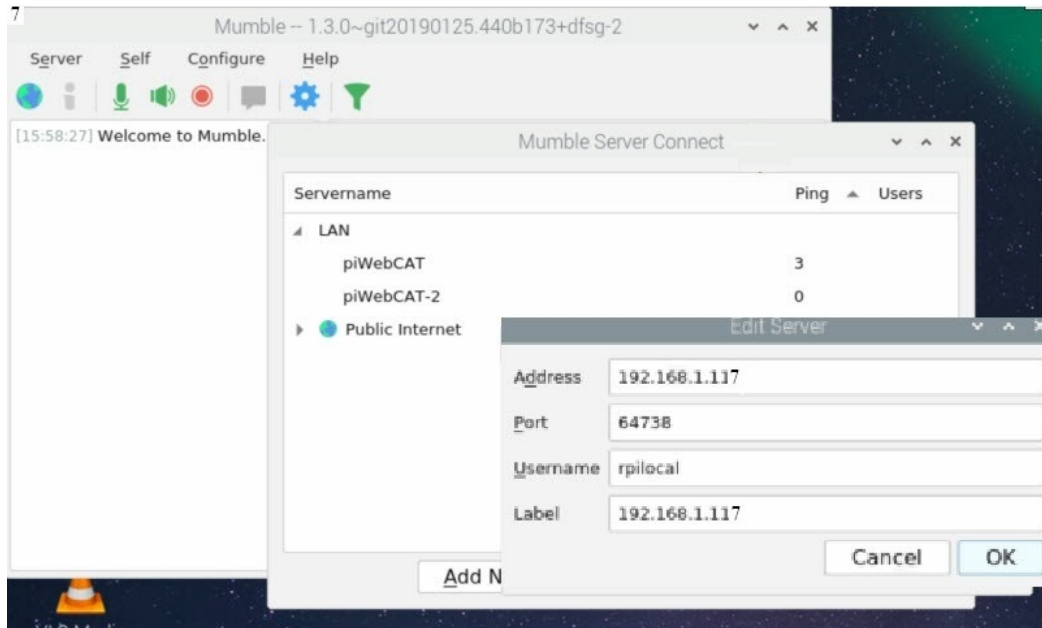 7
Mumble -- 1.3.0~git20190125.440b173+dfsg-2
Server Self Configure Help
[15:58:27] Welcome to Mumble.
Mumble Server Connect
Servername Ping Users
LAN
piWebCAT 3
piWebCAT-2 0
Public Internet
Edit Server
Address 192.168.1.117
Port 64738
Username rpilocal
Label 192.168.1.117
Cancel OK
Add N